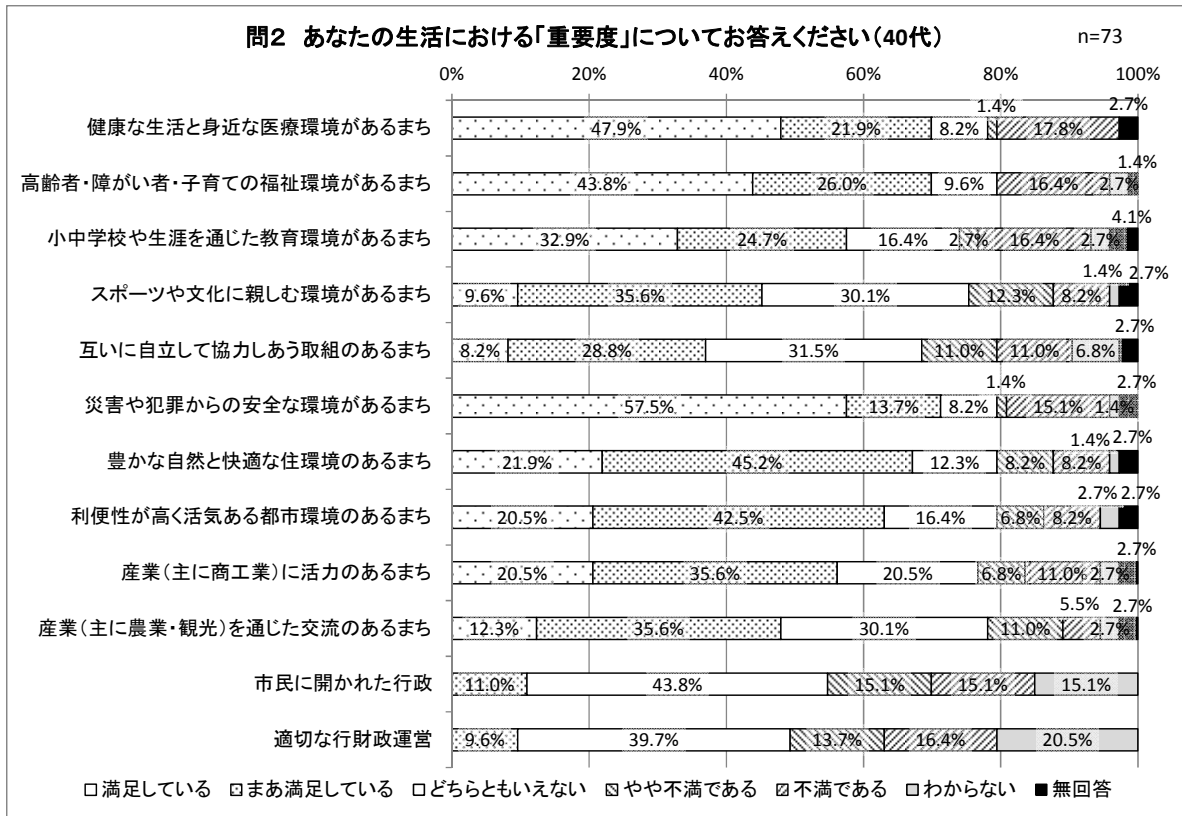 問2 あなたの生活における「重要度」についてお答えください(40代)
n=73
0% 20% 40% 60% 80% 100%
1.4% 2.7%
健康な生活と身近な医療環境があるまち 47.9% 21.9% 8.2% 17.8%
1.4%
高齢者・障がい者・子育ての福祉環境があるまち 43.8% 26.0% 9.6% 16.4% 2.7%
4.1%
小中学校や生涯を通じた教育環境があるまち 32.9% 24.7% 16.4% 2.7% 16.4% 2.7%
1.4% 2.7%
スポーツや文化に親しむ環境があるまち 9.6% 35.6% 30.1% 12.3% 8.2%
2.7%
互いに自立して協力しあう取組のあるまち 8.2% 28.8% 31.5% 11.0% 11.0% 6.8%
1.4% 2.7%
災害や犯罪からの安全な環境があるまち 57.5% 13.7% 8.2% 15.1% 1.4%
1.4% 2.7%
豊かな自然と快適な住環境のあるまち 21.9% 45.2% 12.3% 8.2% 8.2%
2.7% 2.7%
利便性が高く活気ある都市環境のあるまち 20.5% 42.5% 16.4% 6.8% 8.2%
2.7%
産業(主に商工業)に活力のあるまち 20.5% 35.6% 20.5% 6.8% 11.0% 2.7%
5.5% 2.7%
産業(主に農業・観光)を通じた交流のあるまち 12.3% 35.6% 30.1% 11.0% 2.7%
市民に開かれた行政 11.0% 43.8% 15.1% 15.1% 15.1%
適切な行財政運営 9.6% 39.7% 13.7% 16.4% 20.5%
満足している まあ満足している どちらともいえない やや不満である 不満である わからない 無回答